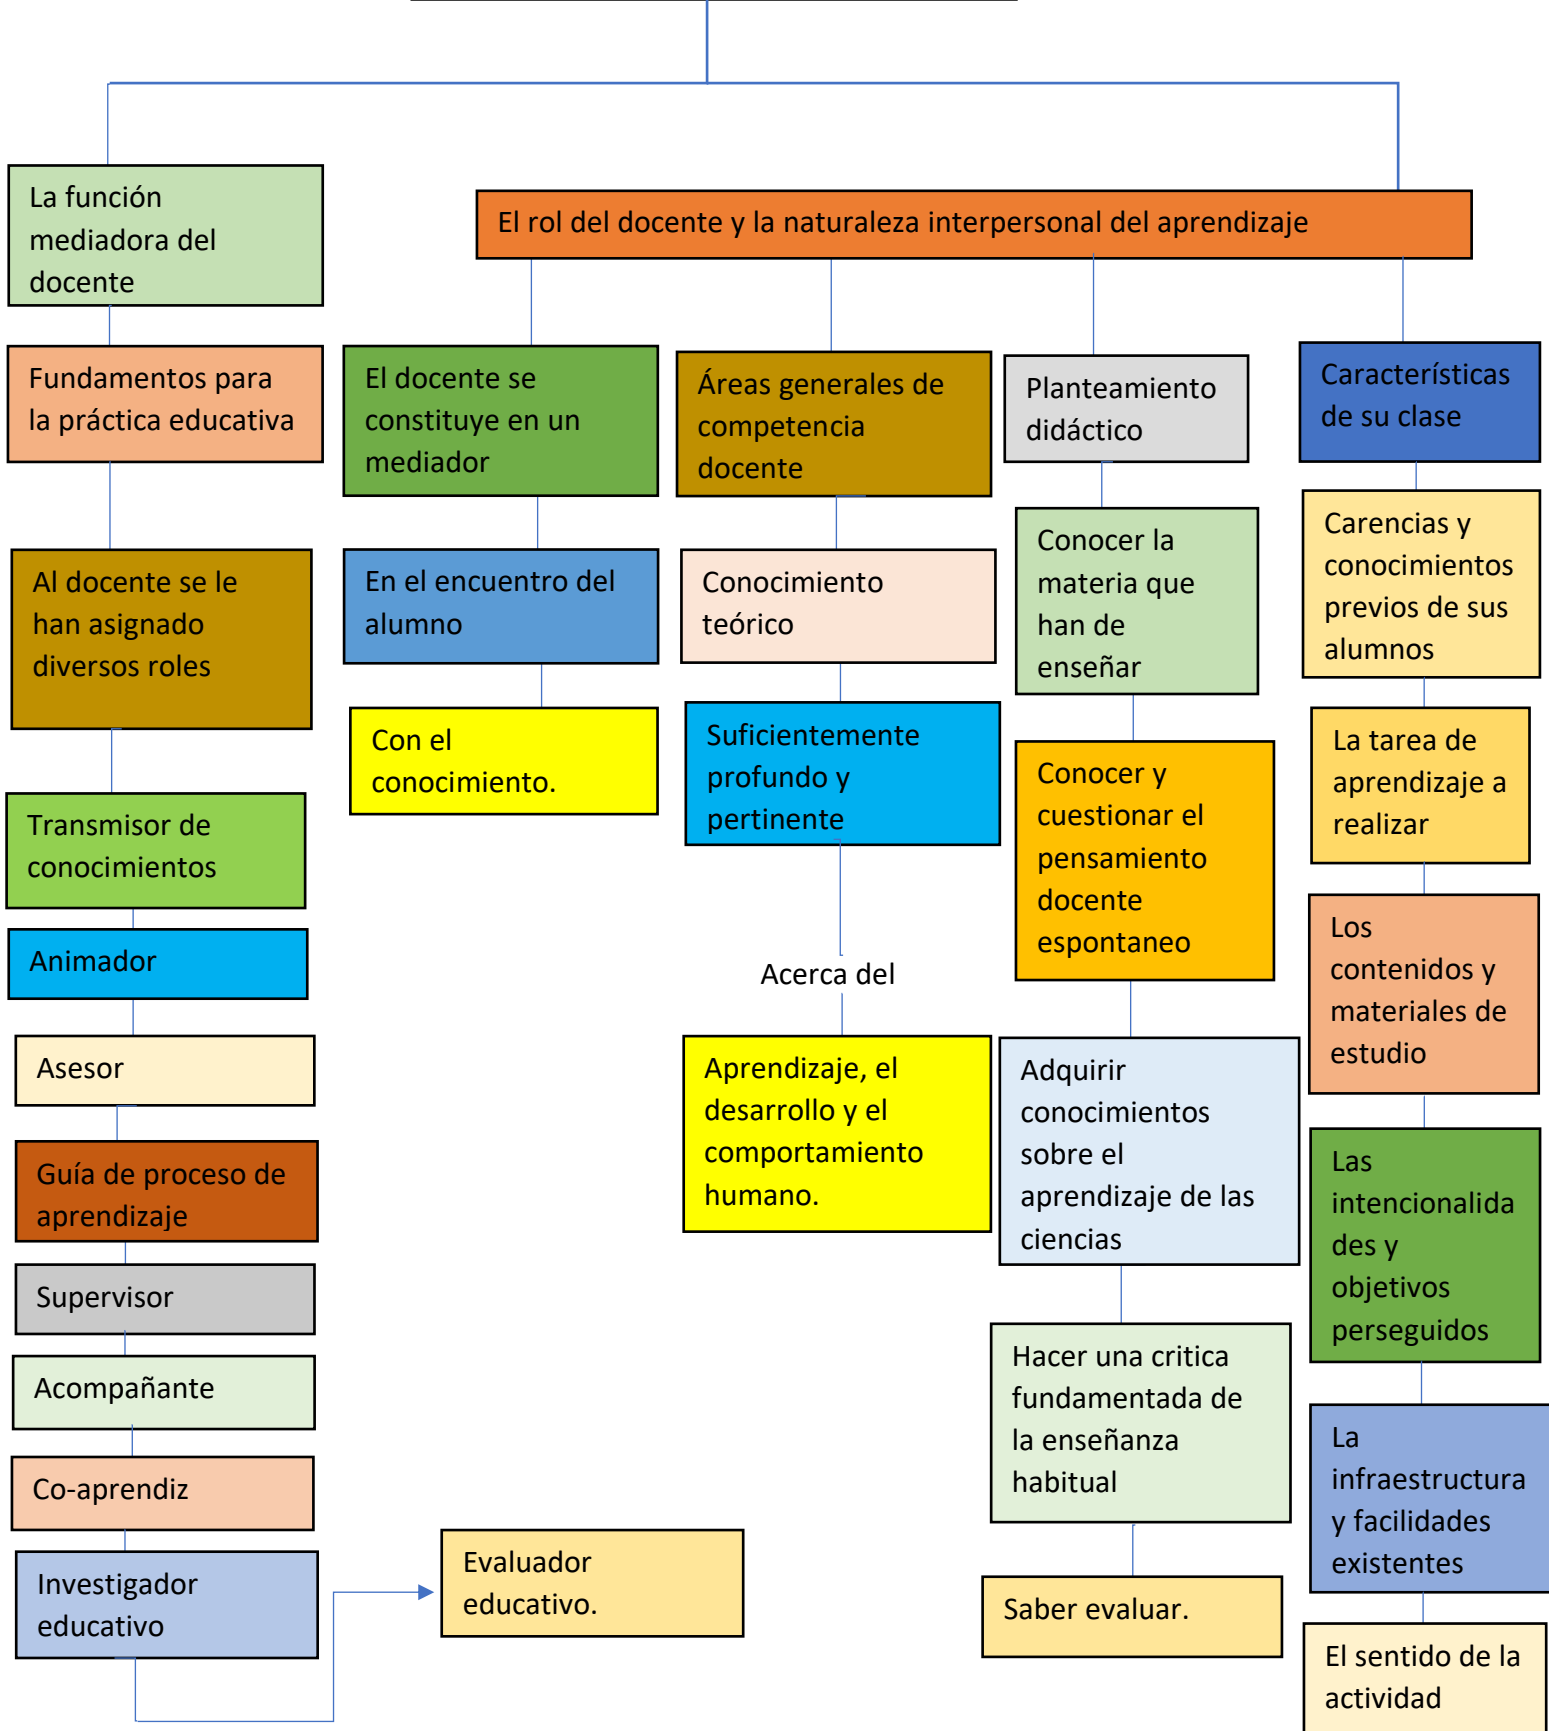 La función
mediadora del
docente
El rol del docente y la naturaleza interpersonal del aprendizaje
Fundamentos para
la práctica educativa
Al docente se le
han asignado
diversos roles
Transmisor de
conocimientos
Animador
Asesor
Guía de proceso de
aprendizaje
Supervisor
Acompañante
Co-aprendiz
Investigador
educativo
Evaluador
educativo.
El docente se
constituye en un
mediador
En el encuentro del
alumno
Con el
conocimiento.
Áreas generales de
competencia
docente
Conocimiento
teórico
Suficientemente
profundo y
pertinente
Acerca del
Aprendizaje, el
desarrollo y el
comportamiento
humano.
Planteamiento
didáctico
Conocer la
materia que
han de
enseñar
Conocer y
cuestionar el
pensamiento
docente
espontaneo
Adquirir
conocimientos
sobre el
aprendizaje de las
ciencias
Hacer una critica
fundamentada de
la enseñanza
habitual
Saber evaluar.
Características
de su clase
Carencias y
conocimientos
previos de sus
alumnos
La tarea de
aprendizaje a
realizar
Los
contenidos y
materiales de
estudio
Las
intencionalida
des y
objetivos
perseguidos
La
infraestructura
y facilidades
existentes
El sentido de la
actividad